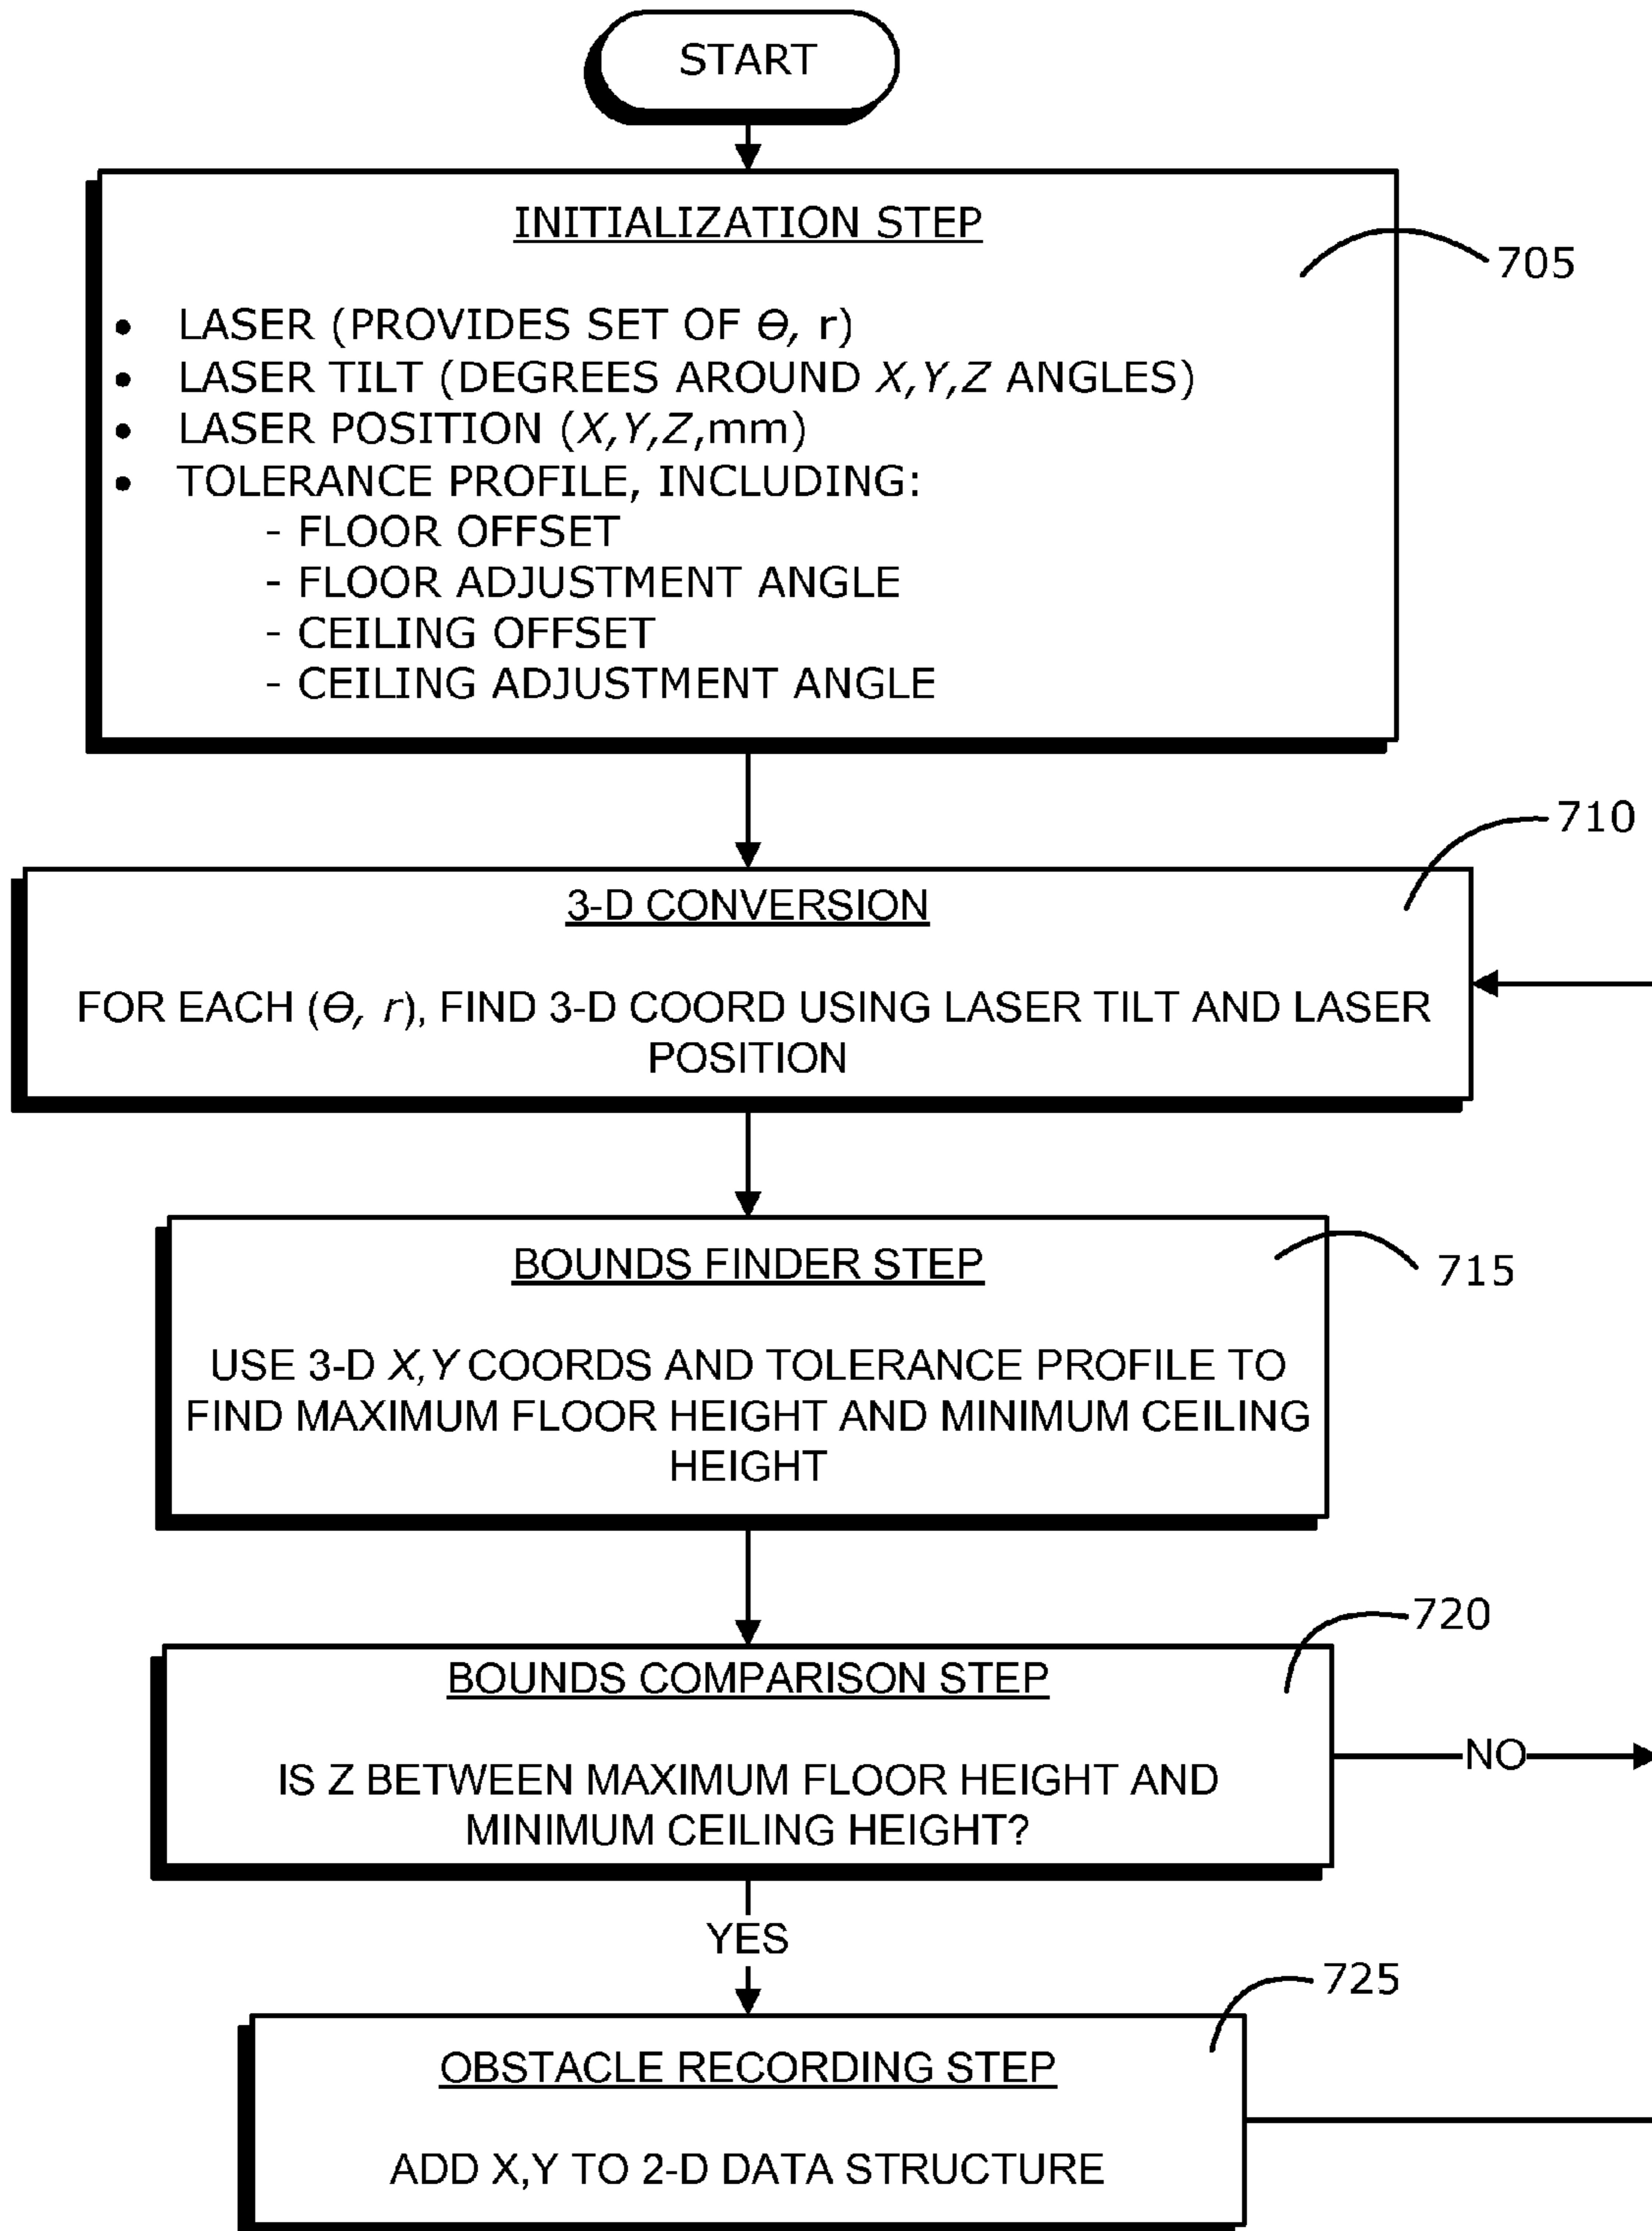 START
INITIALIZATION STEP
705
• LASER (PROVIDES SET OF Θ, r)
• LASER TILT (DEGREES AROUND X,Y,Z ANGLES)
• LASER POSITION (X,Y,Z,mm)
• TOLERANCE PROFILE, INCLUDING:
- FLOOR OFFSET
- FLOOR ADJUSTMENT ANGLE
- CEILING OFFSET
- CEILING ADJUSTMENT ANGLE
710
3-D CONVERSION
FOR EACH (Θ, r), FIND 3-D COORD USING LASER TILT AND LASER
POSITION
BOUNDS FINDER STEP
715
USE 3-D X,Y COORDS AND TOLERANCE PROFILE TO
FIND MAXIMUM FLOOR HEIGHT AND MINIMUM CEILING
HEIGHT
720
BOUNDS COMPARISON STEP
NO
IS Z BETWEEN MAXIMUM FLOOR HEIGHT AND
MINIMUM CEILING HEIGHT?
YES
725
OBSTACLE RECORDING STEP
ADD X,Y TO 2-D DATA STRUCTURE